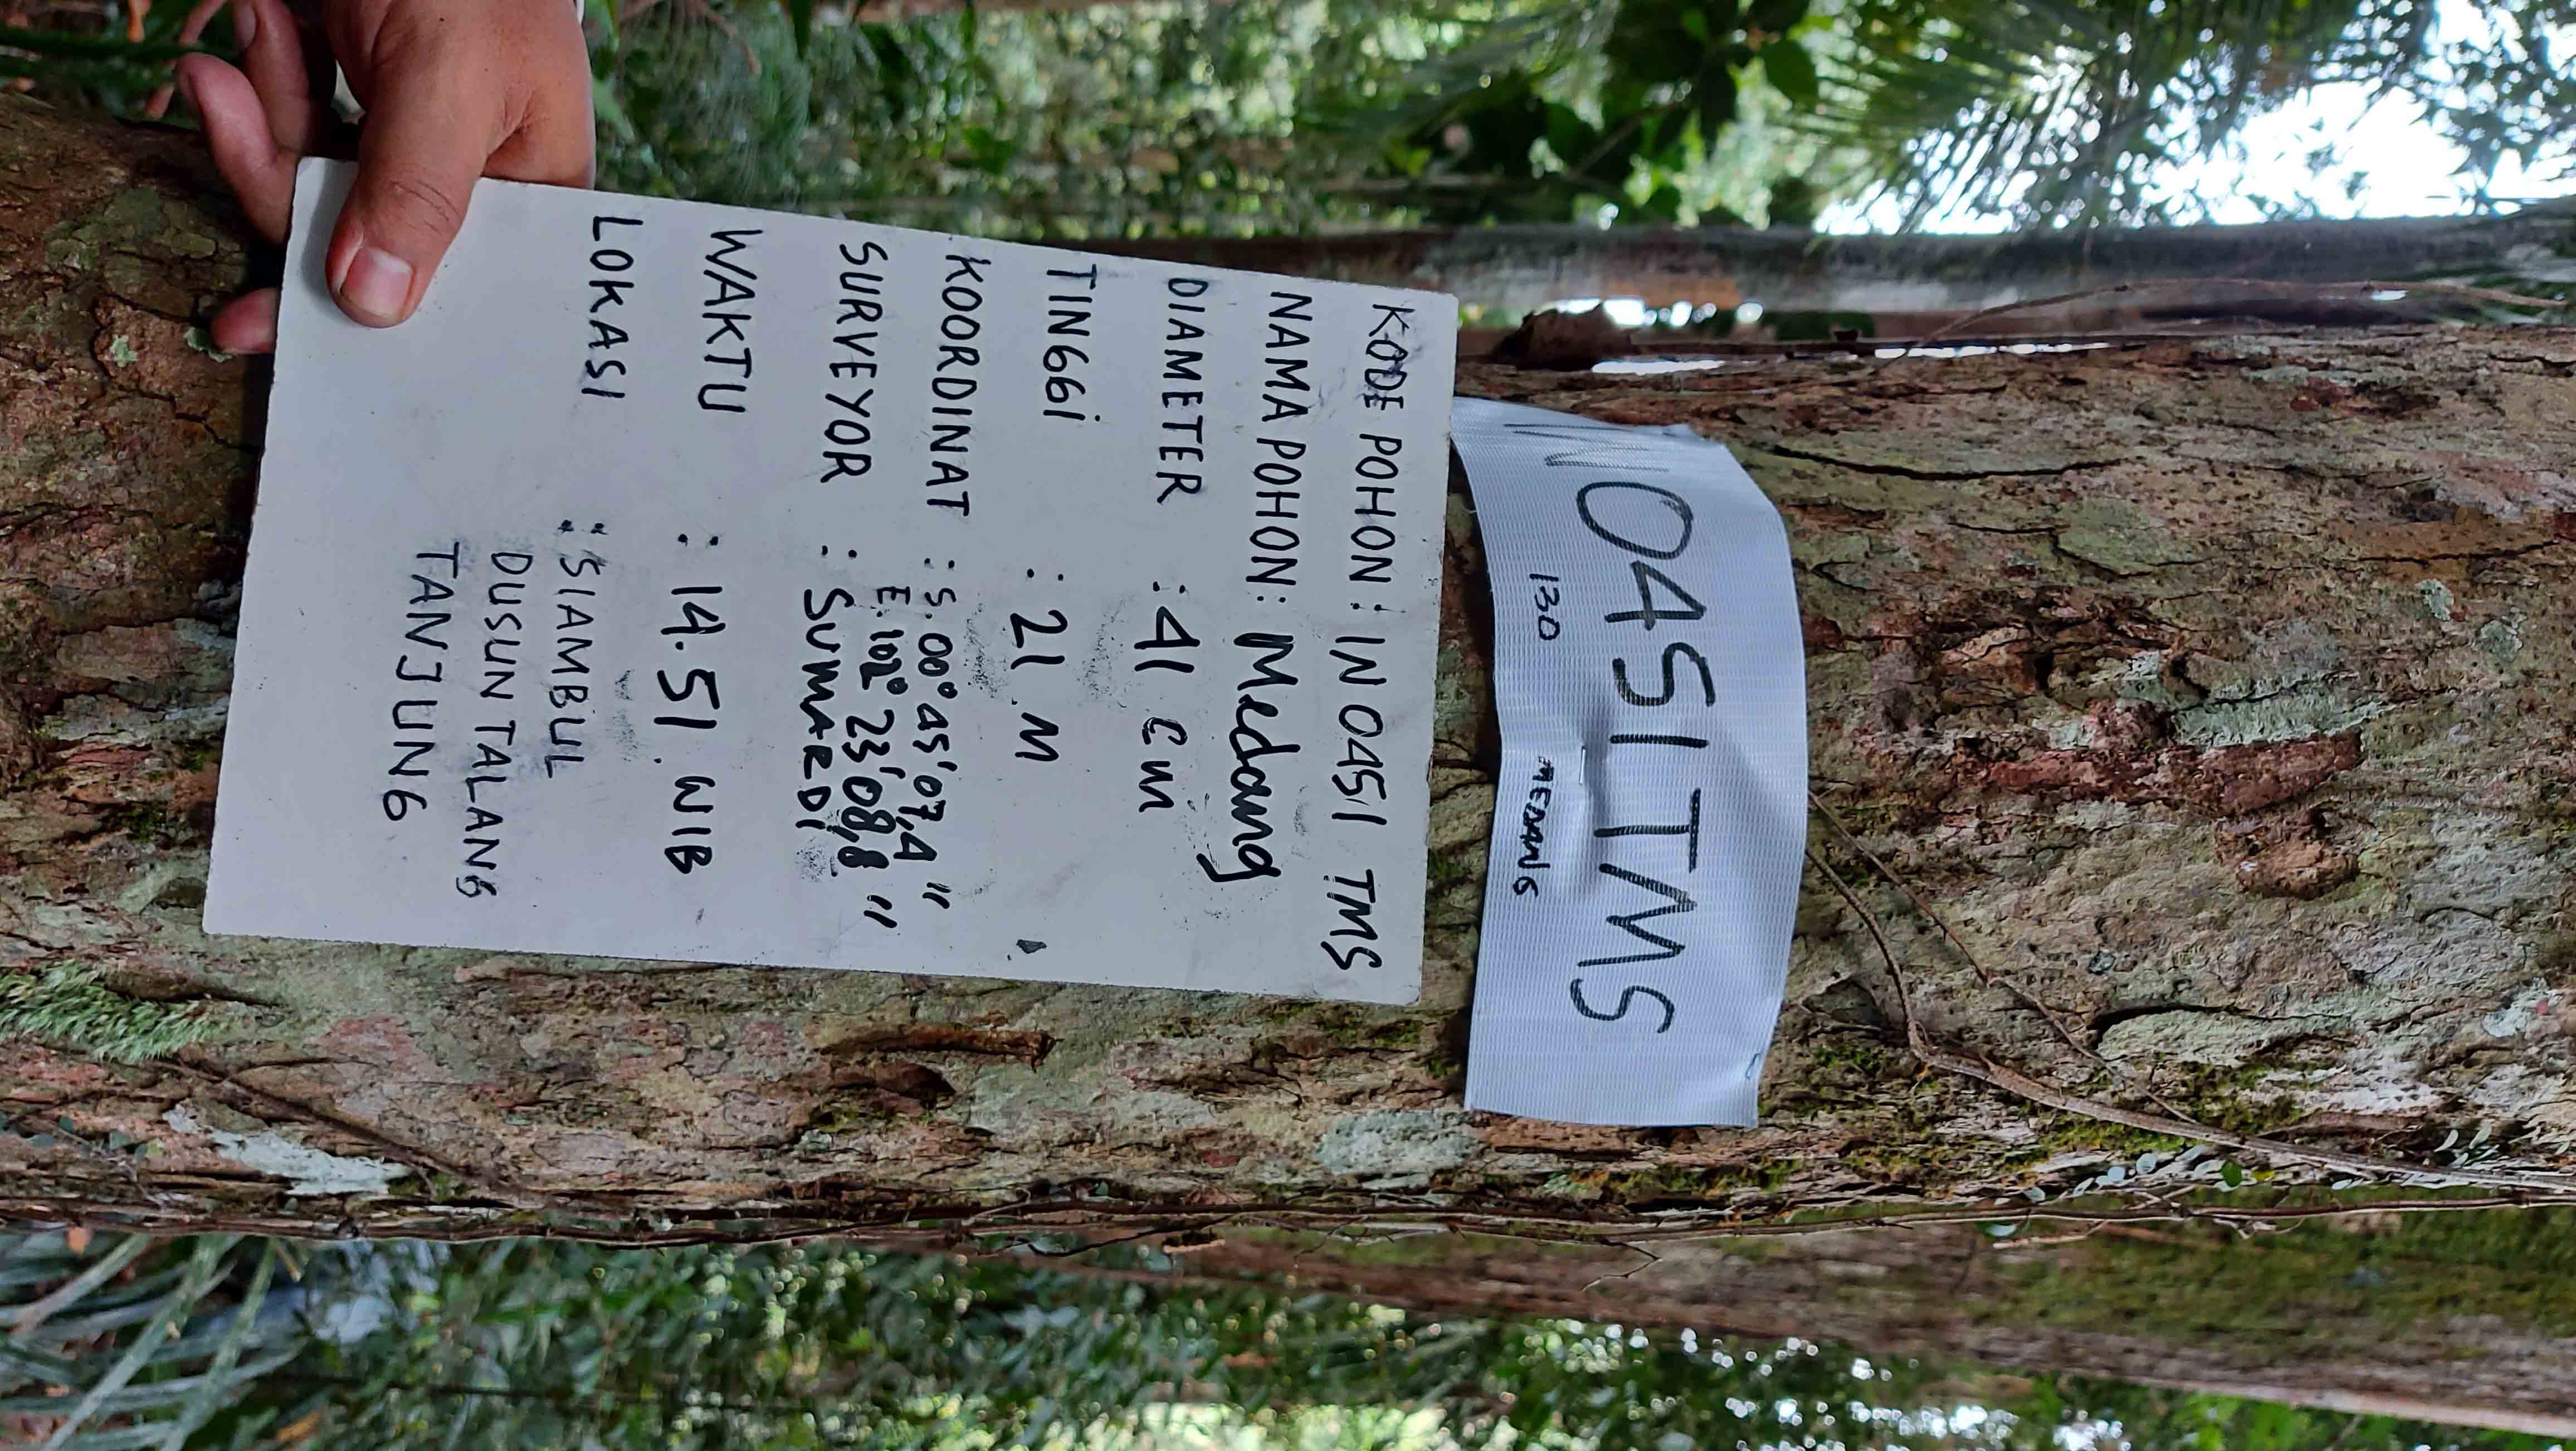 IN 0451 TMS
130 MEDANG
KODE POHON : IN 0451 TMS
NAMA POHON : Medang
DIAMETER : 41 cm
TINGGi : 21 M
KOORDINAT : S. 00° 45' 07,4 "
E. 102° 23' 08,8 "
SURVEYOR : SUMARDi
WAKTU : 14.51. WIB
LOKASI : SIAMBUL
DUSUN TALANG
TANJUNG